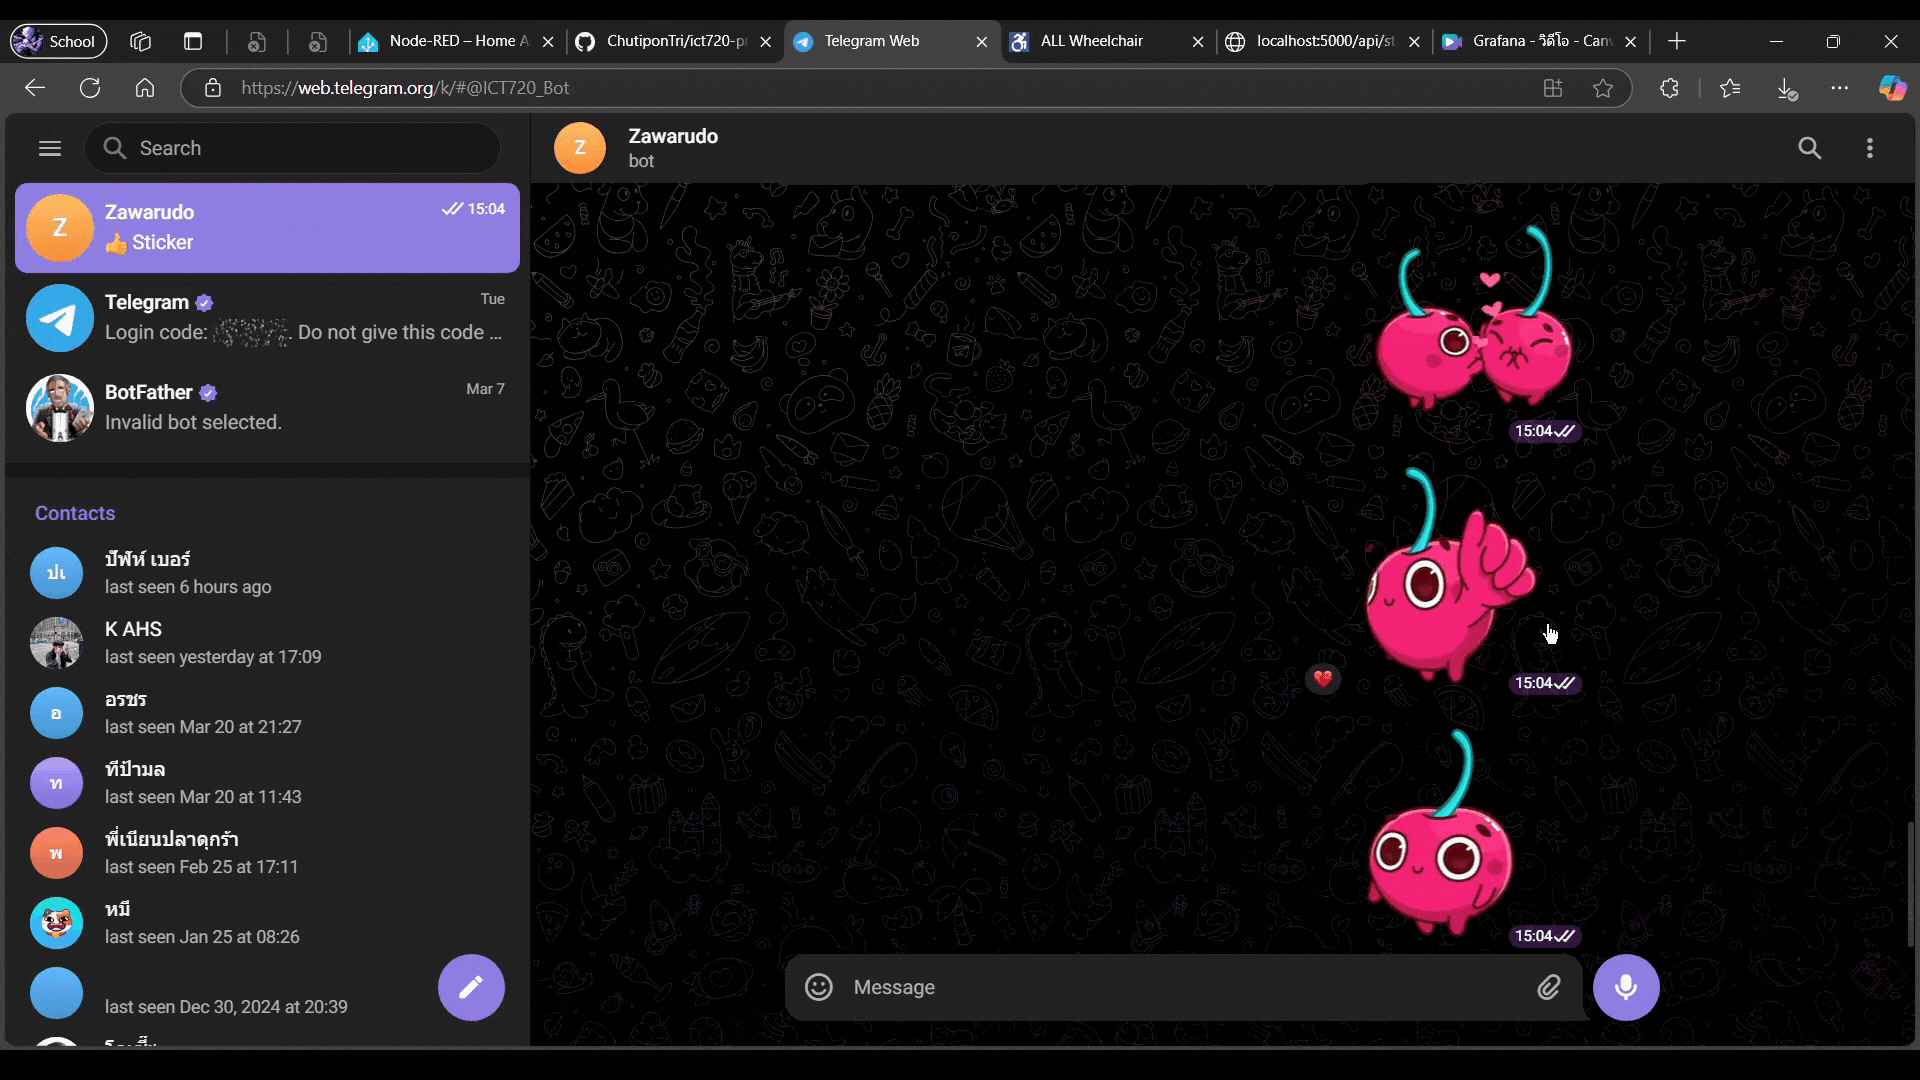 School
Node-RED – Home A
ChutiponTri/ict720-pr
Telegram Web
ALL Wheelchair
localhost:5000/api/st
Grafana - วิดีโอ - Can
https://web.telegram.org/k/#@ICT720_Bot
Search
Z
Zawarudo
bot
Z
Zawarudo
15:04
👍 Sticker
Telegram
Tue
Login code: . Do not give this code ...
BotFather
Mar 7
Invalid bot selected.
Contacts
ปเ
ปัฬห์ เบอร์
last seen 6 hours ago
K AHS
last seen yesterday at 17:09
อ
อรชร
last seen Mar 20 at 21:27
ท
ทีป้ามล
last seen Mar 20 at 11:43
พ
พี่เนียนปลาดุกร้า
last seen Feb 25 at 17:11
หมี
last seen Jan 25 at 08:26
last seen Dec 30, 2024 at 20:39
15:04
15:04
15:04
Message